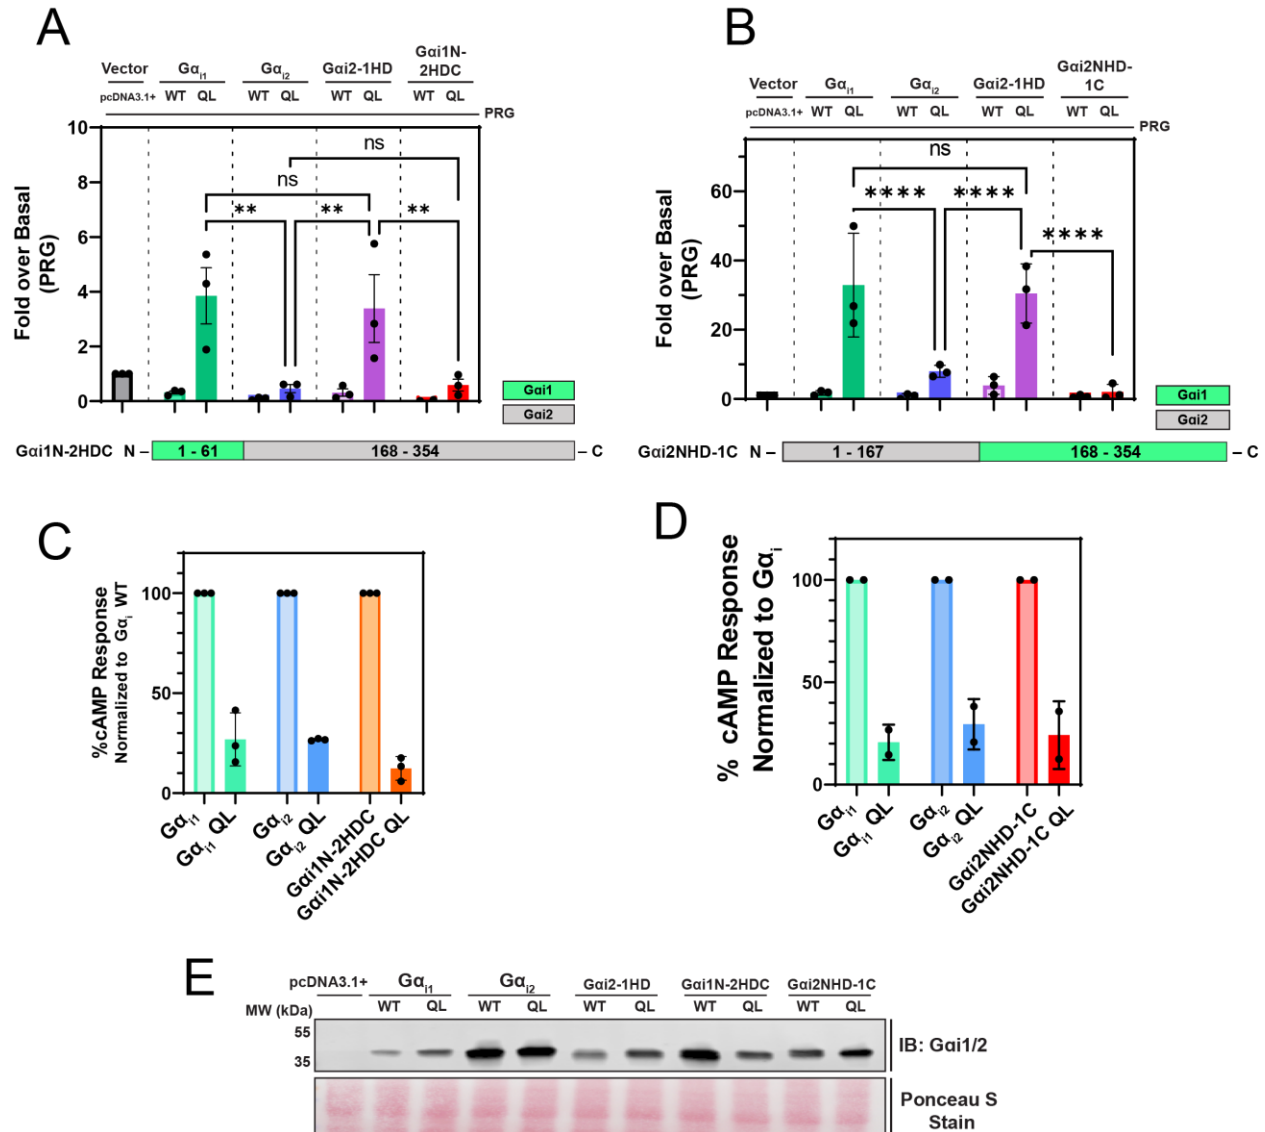 A
Vector Gαi1 Gαi2 Gαi2-1HD Gαi1N-
2HDC
pcDNA3.1+ WT QL WT QL WT QL WT QL
PRG
10
8
6
4
2
0
Fold over Basal
(PRG)
ns
ns
** ** **
Gαi1
Gαi2
Gαi1N-2HDC N – 1 - 61 168 - 354 – C
B
Vector Gαi1 Gαi2 Gαi2-1HD Gαi2NHD-
1C
pcDNA3.1+ WT QL WT QL WT QL WT QL
PRG
60
40
20
0
Fold over Basal
(PRG)
ns
**** **** ****
Gαi1
Gαi2
Gαi2NHD-1C N – 1 - 167 168 - 354 – C
C
100
50
0
%cAMP Response
Normalized to Gαi WT
Gαi1
Gαi1 QL
Gαi2
Gαi2 QL
Gαi1N-2HDC
Gαi1N-2HDC QL
D
100
50
0
% cAMP Response
Normalized to Gαi
Gαi1
Gαi1 QL
Gαi2
Gαi2 QL
Gαi2NHD-1C
Gαi2NHD-1C QL
E
pcDNA3.1+ Gαi1 Gαi2 Gαi2-1HD Gαi1N-2HDC Gαi2NHD-1C
MW (kDa) WT QL WT QL WT QL WT QL WT QL
55
35
IB: Gαi1/2
Ponceau S
Stain